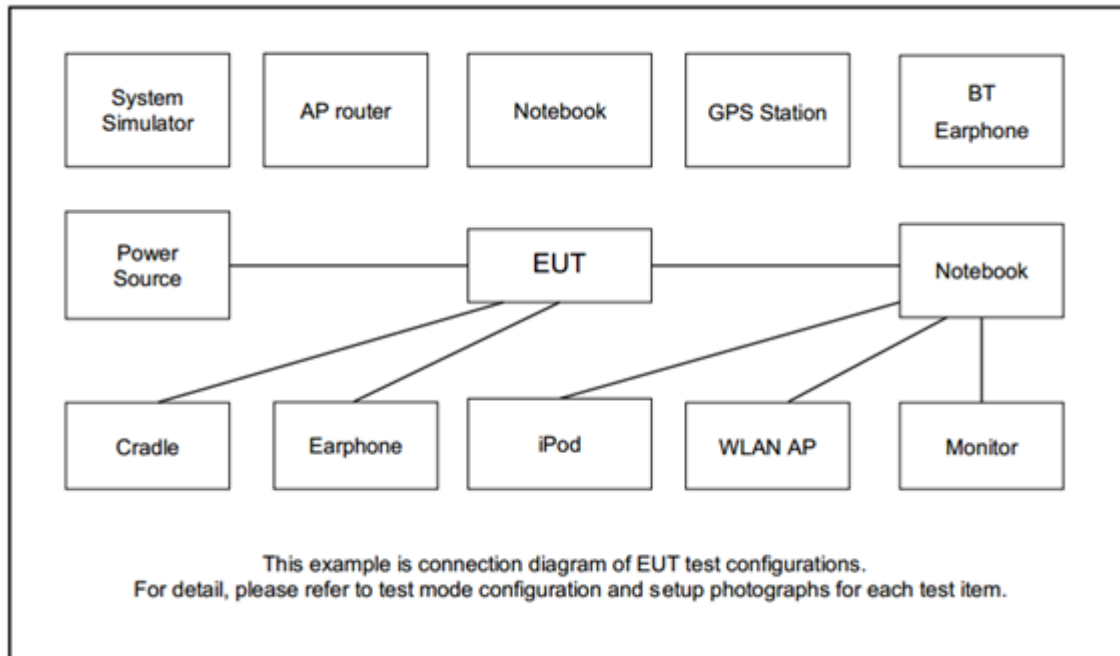 System
Simulator
AP router
Notebook
GPS Station
BT
Earphone
Power
Source
EUT
Notebook
Cradle
Earphone
iPod
WLAN AP
Monitor
This example is connection diagram of EUT test configurations.
For detail, please refer to test mode configuration and setup photographs for each test item.